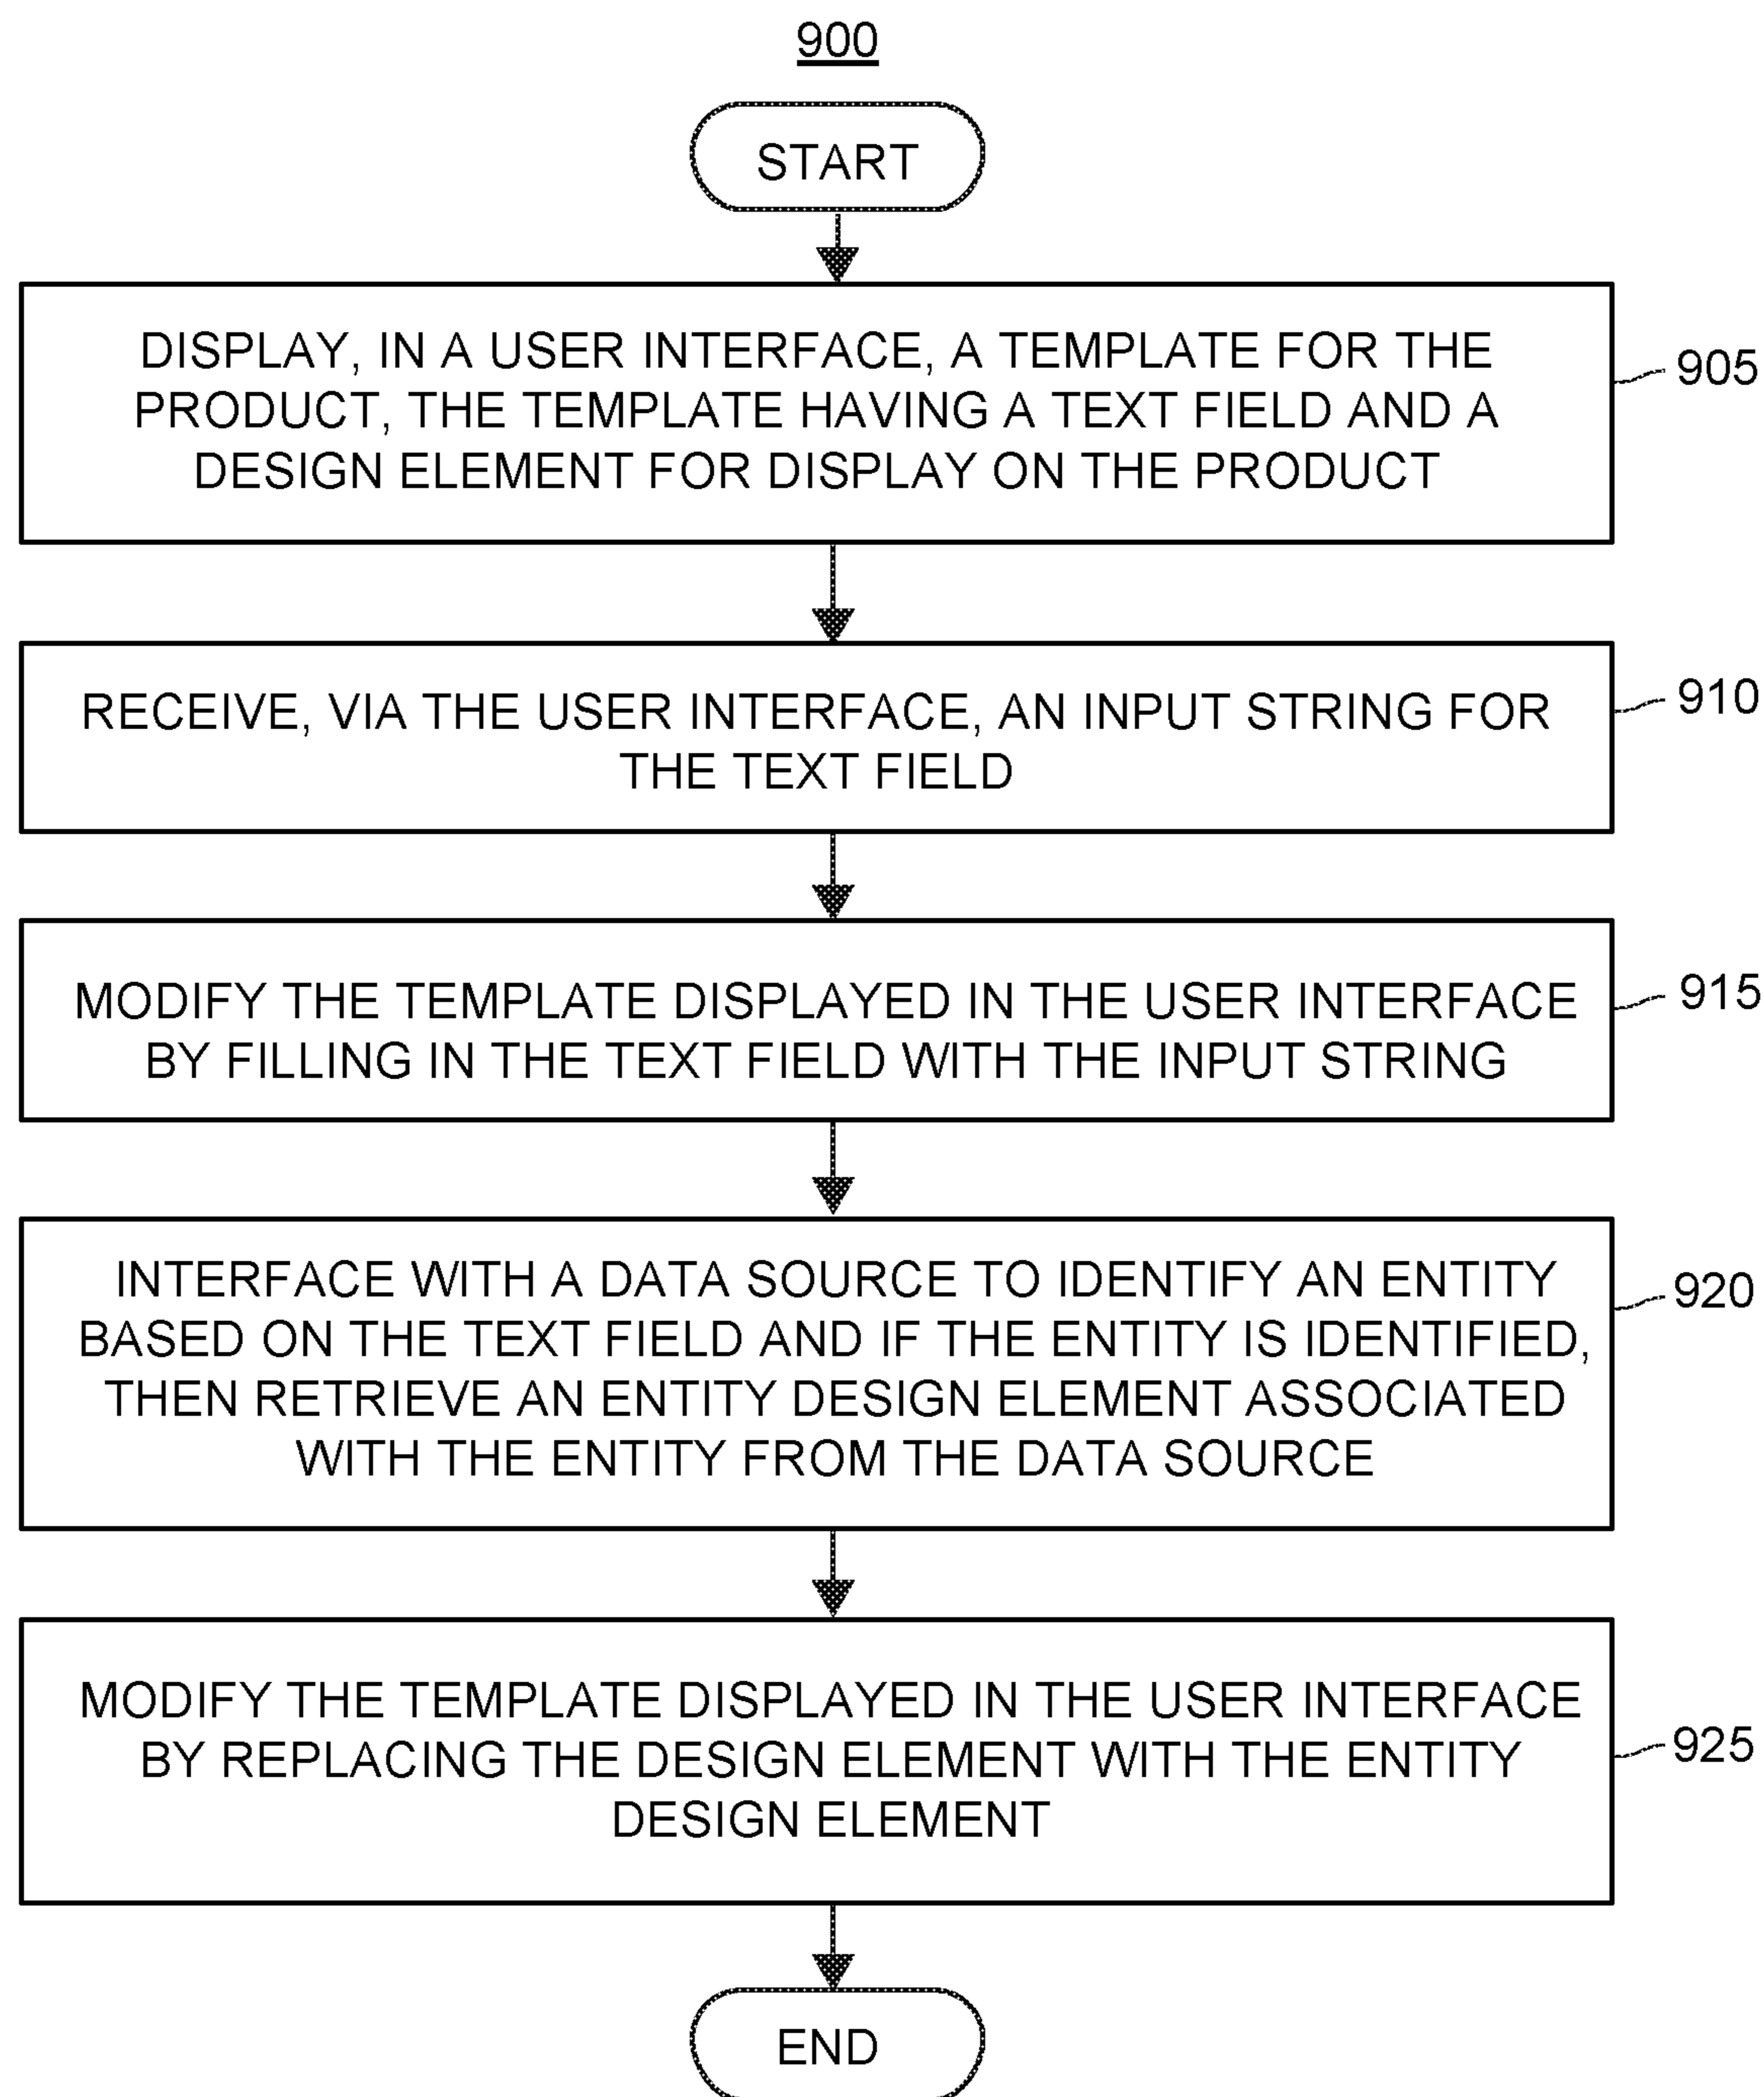 900
START
DISPLAY, IN A USER INTERFACE, A TEMPLATE FOR THE
PRODUCT, THE TEMPLATE HAVING A TEXT FIELD AND A
DESIGN ELEMENT FOR DISPLAY ON THE PRODUCT
905
RECEIVE, VIA THE USER INTERFACE, AN INPUT STRING FOR
THE TEXT FIELD
910
MODIFY THE TEMPLATE DISPLAYED IN THE USER INTERFACE
BY FILLING IN THE TEXT FIELD WITH THE INPUT STRING
915
INTERFACE WITH A DATA SOURCE TO IDENTIFY AN ENTITY
BASED ON THE TEXT FIELD AND IF THE ENTITY IS IDENTIFIED,
THEN RETRIEVE AN ENTITY DESIGN ELEMENT ASSOCIATED
WITH THE ENTITY FROM THE DATA SOURCE
920
MODIFY THE TEMPLATE DISPLAYED IN THE USER INTERFACE
BY REPLACING THE DESIGN ELEMENT WITH THE ENTITY
DESIGN ELEMENT
925
END